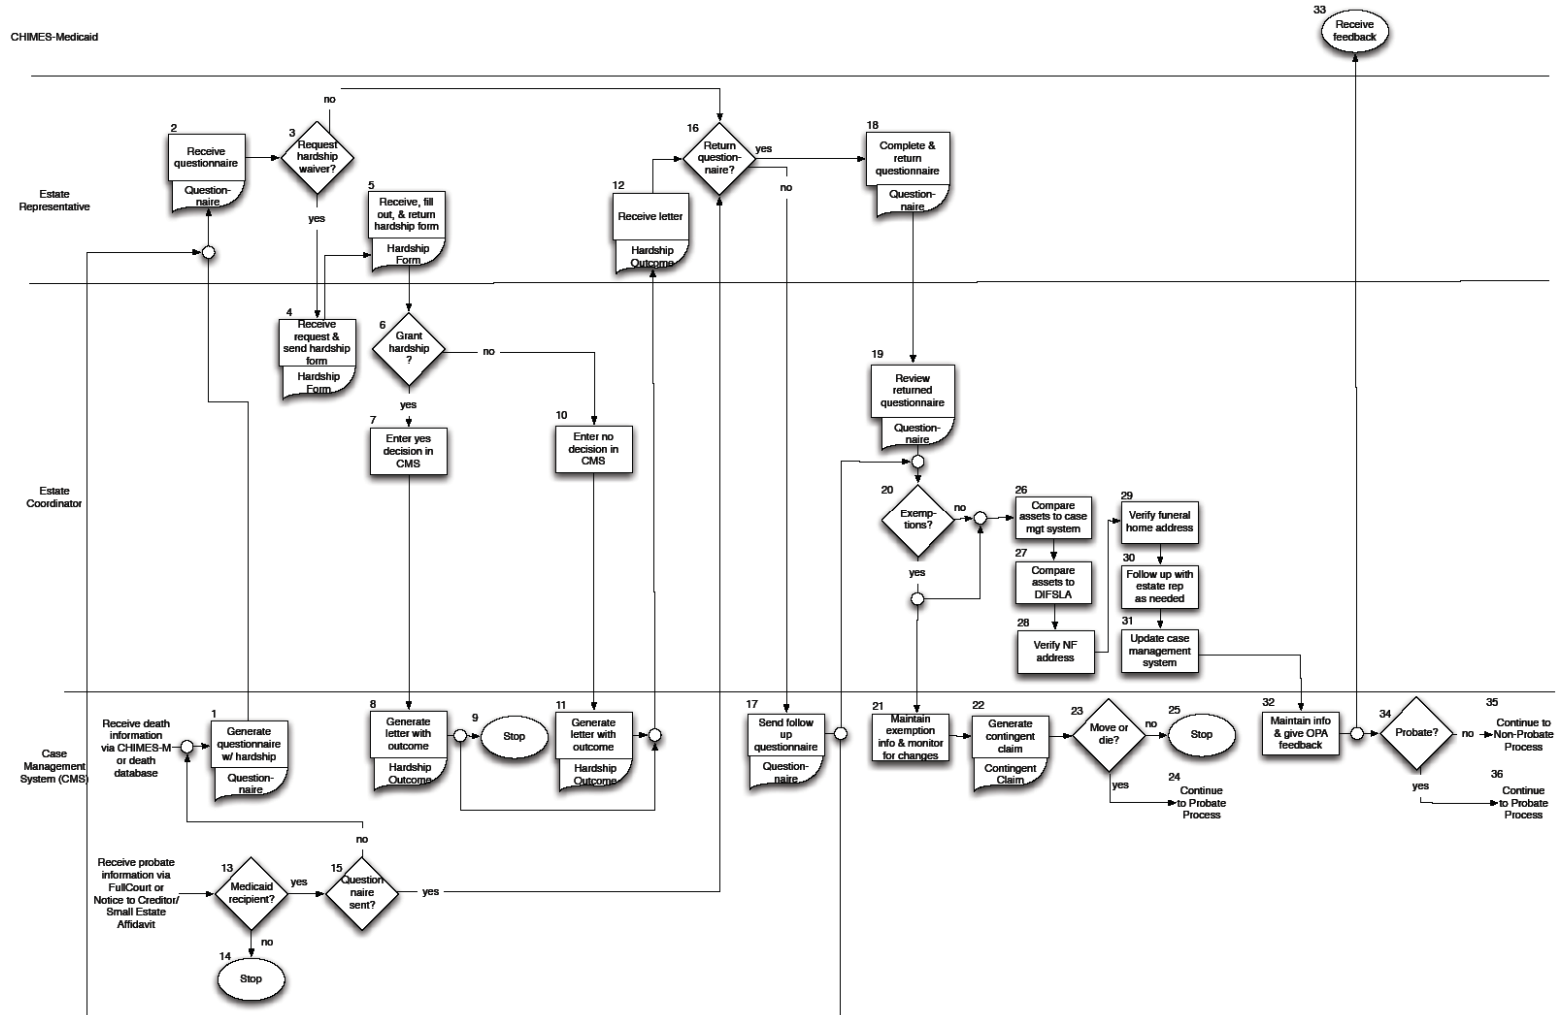 33
Receive
feedback
CHIMES-Medicaid
no
2
Receive
questionnaire
Question-
naire
3
Request
hardship
waiver?
yes
5
Receive, fill
out, & return
hardship form
Hardship
Form
12
Receive letter
Hardship
Outcome
16
Return
question-
naire?
yes
no
18
Complete &
return
questionnaire
Question-
naire
Estate
Representative
4
Receive
request &
send hardship
form
Hardship
Form
6
Grant
hardship
?
no
yes
7
Enter yes
decision in
CMS
10
Enter no
decision in
CMS
19
Review
returned
questionnaire
Question-
naire
20
Exemp-
tions?
no
yes
26
Compare
assets to case
mgt system
27
Compare
assets to
DIFSLA
28
Verify NF
address
29
Verify funeral
home address
30
Follow up with
estate rep
as needed
31
Update case
management
system
Estate
Coordinator
Receive death
information
via CHIMES-M
or death
database
1
Generate
questionnaire
w/ hardship
Question-
naire
8
Generate
letter with
outcome
Hardship
Outcome
9
Stop
11
Generate
letter with
outcome
Hardship
Outcome
17
Send follow
up
questionnaire
Question-
naire
21
Maintain
exemption
info & monitor
for changes
22
Generate
contingent
claim
Contingent
Claim
23
Move or
die?
no
yes
25
Stop
24
Continue
to Probate
Process
32
Maintain info
& give OPA
feedback
34
Probate?
no
yes
35
Continue to
Non-Probate
Process
36
Continue
to Probate
Process
Case
Management
System (CMS)
no
Receive probate
information via
FullCourt or
Notice to Creditor/
Small Estate
Affidavit
13
Medicaid
recipient?
yes
15
Question
naire
sent?
yes
no
14
Stop